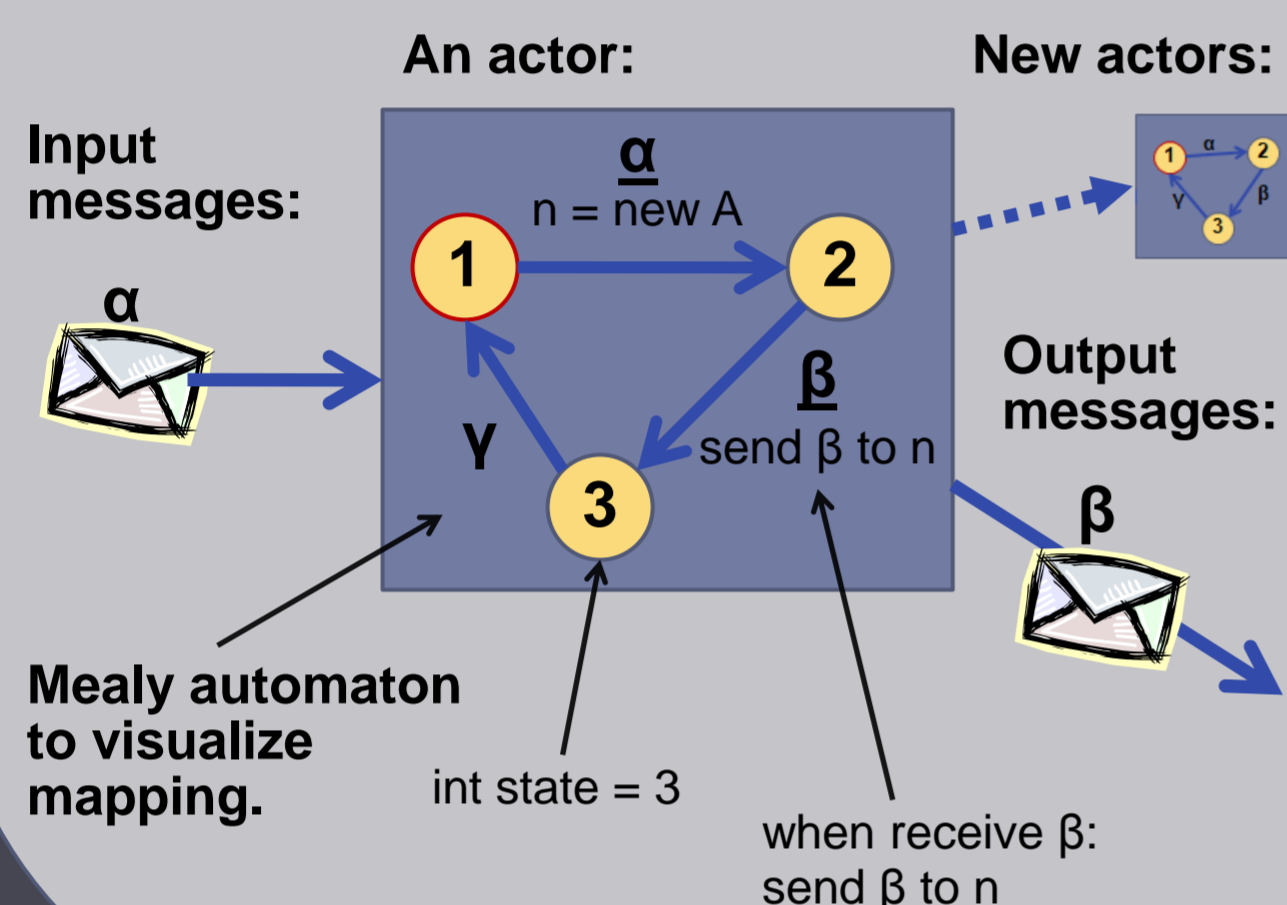 An actor:
New actors:
Input
messages:
α
α
n = new A
1
2
β
send β to n
γ
3
1
α
2
γ
β
3
Output
messages:
β
Mealy automaton
to visualize
mapping.
int state = 3
when receive β:
send β to n